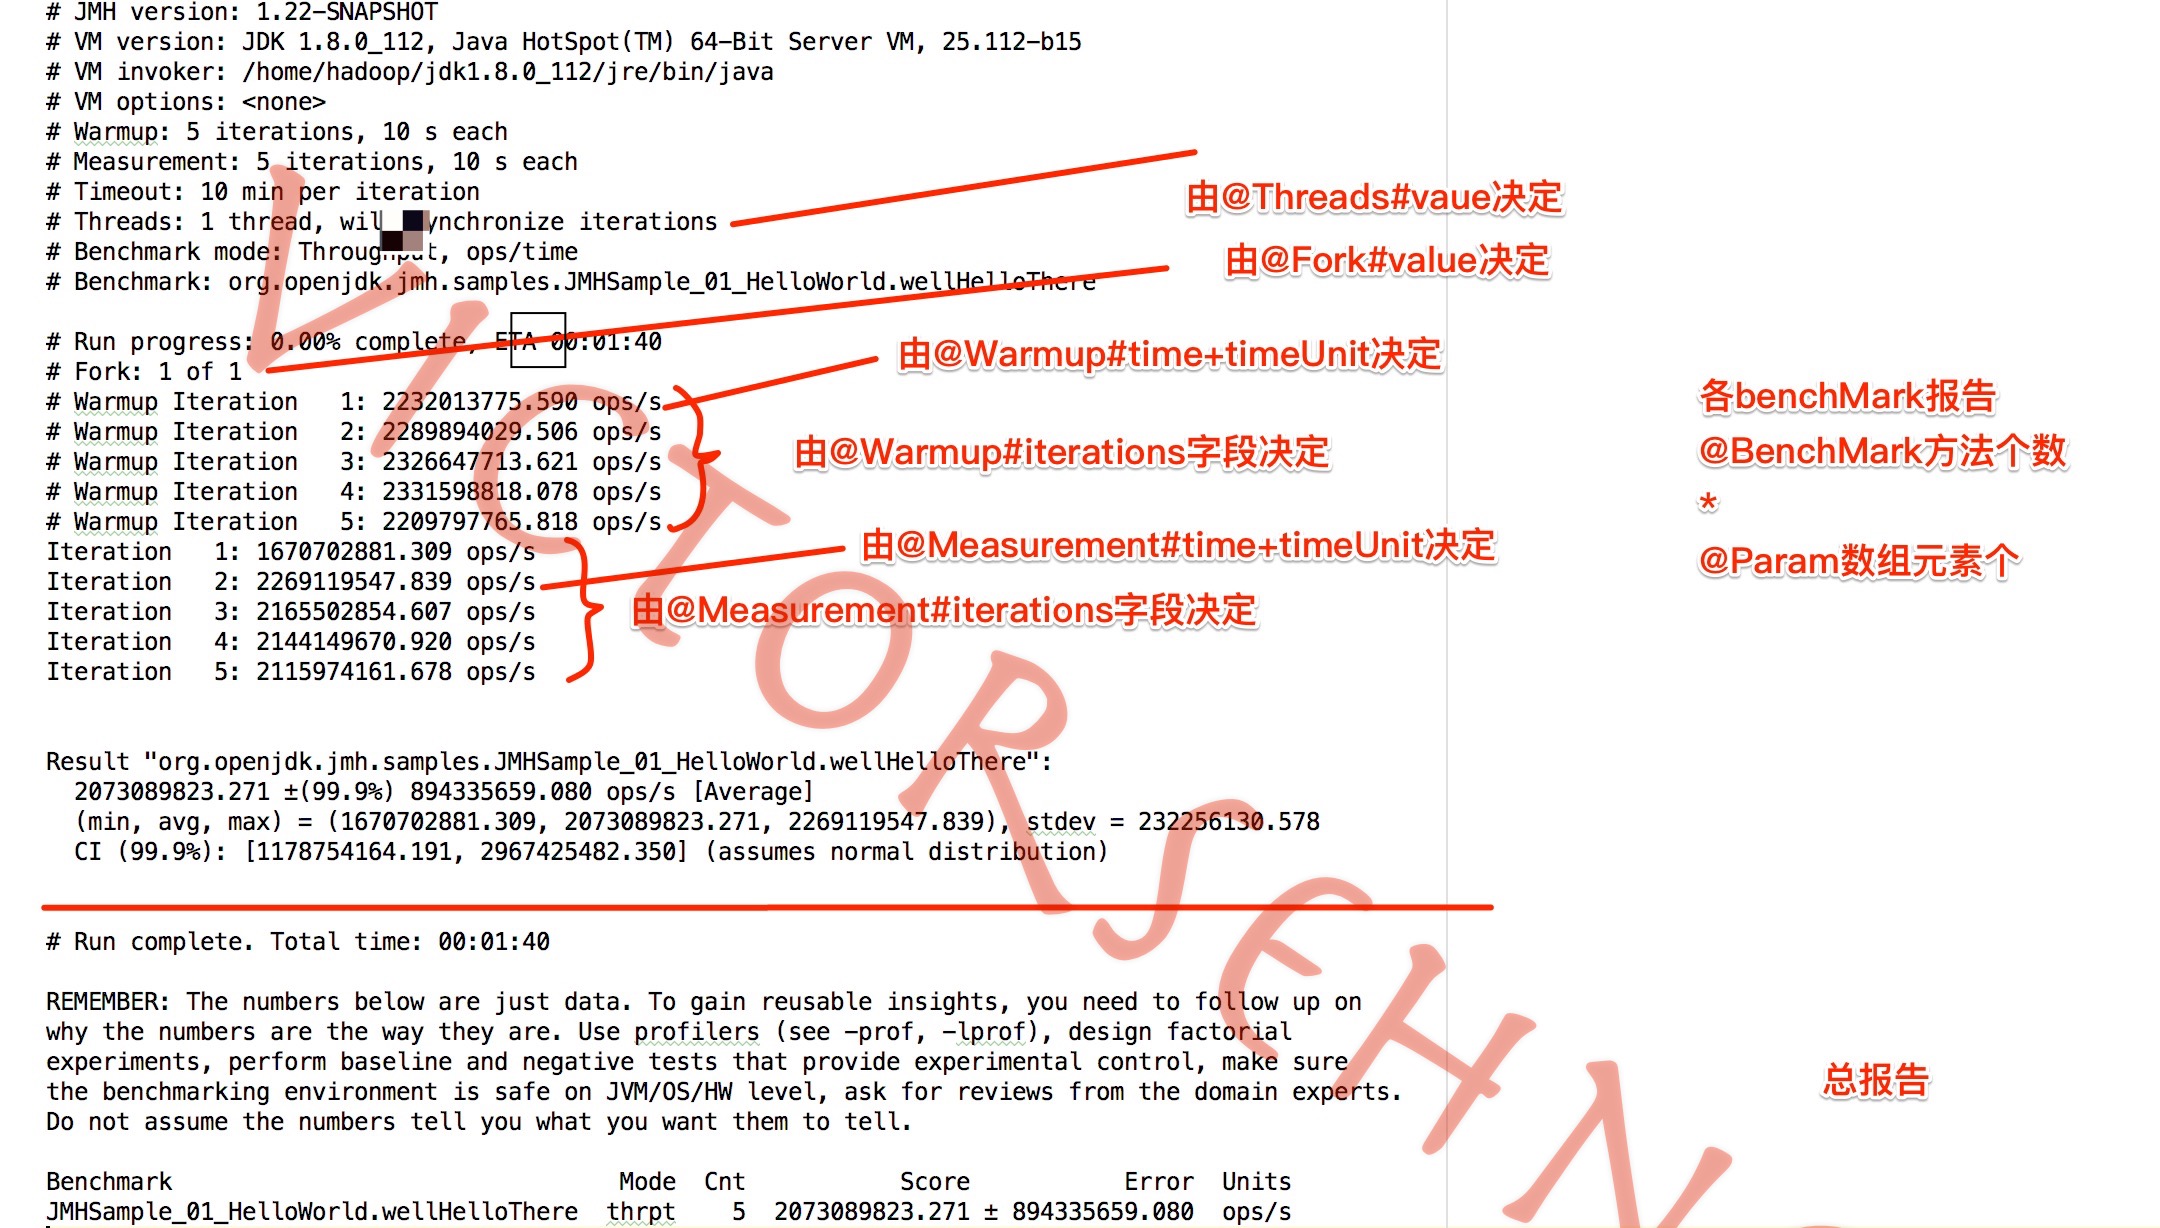 # JMH version: 1.22-SNAPSHOT
# VM version: JDK 1.8.0_112, Java HotSpot(TM) 64-Bit Server VM, 25.112-b15
# VM invoker: /home/hadoop/jdk1.8.0_112/jre/bin/java
# VM options: <none>
# Warmup: 5 iterations, 10 s each
# Measurement: 5 iterations, 10 s each
# Timeout: 10 min per iteration
# Threads: 1 thread, will synchronize iterations
由@Threads#vaue决定
# Benchmark mode: Throughput, ops/time
由@Fork#value决定
# Benchmark: org.openjdk.jmh.samples.JMHSample_01_HelloWorld.wellHelloThere
# Run progress: 0.00% complete, ETA 00:01:40
由@Warmup#time+timeUnit决定
# Fork: 1 of 1
# Warmup Iteration   1: 2232013775.590 ops/s
# Warmup Iteration   2: 2289894029.506 ops/s
# Warmup Iteration   3: 2326647713.621 ops/s
# Warmup Iteration   4: 2331598818.078 ops/s
# Warmup Iteration   5: 2209797765.818 ops/s
由@Warmup#iterations字段决定
Iteration   1: 1670702881.309 ops/s
Iteration   2: 2269119547.839 ops/s
Iteration   3: 2165502854.607 ops/s
Iteration   4: 2144149670.920 ops/s
Iteration   5: 2115974161.678 ops/s
由@Measurement#time+timeUnit决定
由@Measurement#iterations字段决定
各benchMark报告
@BenchMark方法个数
*
@Param数组元素个
Result "org.openjdk.jmh.samples.JMHSample_01_HelloWorld.wellHelloThere":
2073089823.271 ±(99.9%) 894335659.080 ops/s [Average]
(min, avg, max) = (1670702881.309, 2073089823.271, 2269119547.839), stdev = 232256130.578
CI (99.9%): [1178754164.191, 2967425482.350] (assumes normal distribution)
# Run complete. Total time: 00:01:40
REMEMBER: The numbers below are just data. To gain reusable insights, you need to follow up on
why the numbers are the way they are. Use profilers (see -prof, -lprof), design factorial
experiments, perform baseline and negative tests that provide experimental control, make sure
the benchmarking environment is safe on JVM/OS/HW level, ask for reviews from the domain experts.
Do not assume the numbers tell you what you want them to tell.
总报告
Benchmark   Mode  Cnt   Score   Error  Units
JMHSample_01_HelloWorld.wellHelloThere  thrpt  5  2073089823.271 ± 894335659.080  ops/s